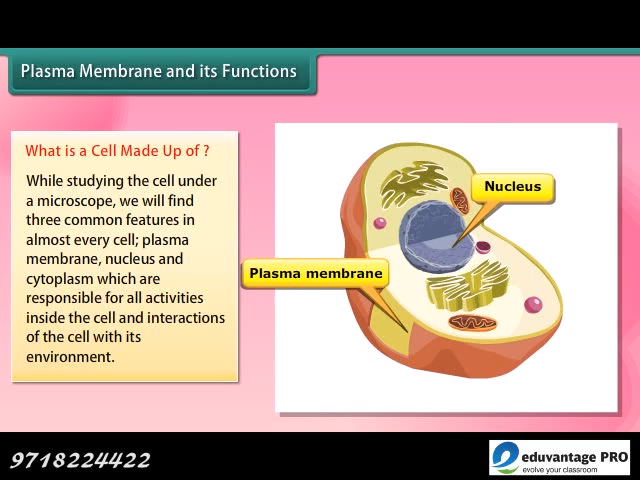 Plasma Membrane and its Functions
What is a Cell Made Up of ?
While studying the cell under
a microscope, we will find
three common features in
almost every cell; plasma
membrane, nucleus and
cytoplasm which are
responsible for all activities
inside the cell and interactions
of the cell with its
environment.
Nucleus
Plasma membrane
9718224422
eduvantage PRO
evolve your classroom